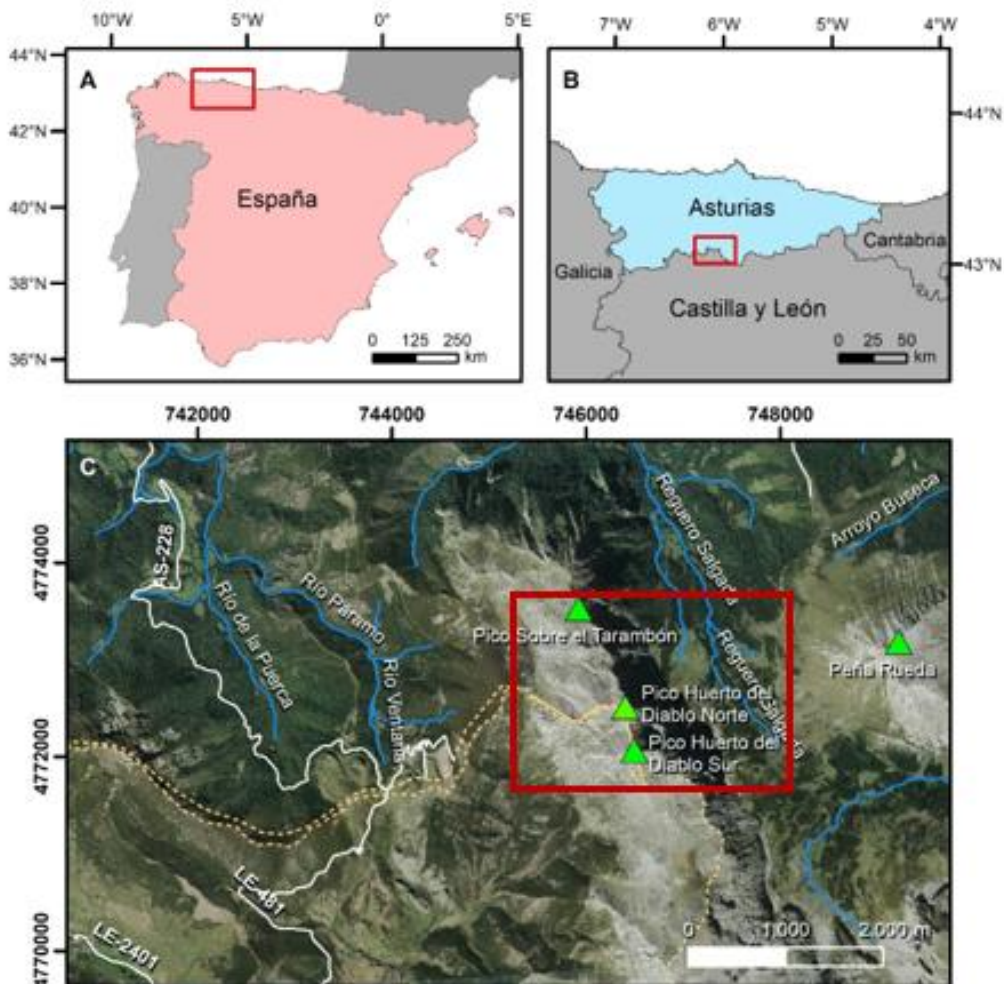 10°W 5°W 0° 5°E
44°N
42°N
40°N
38°N
36°N
A
España
0 125 250
km
7°W 6°W 5°W 4°W
44°N
43°N
B
Asturias
Cantabria
Galicia
Castilla y León
0 25 50
km
742000 744000 746000 748000
4774000
4772000
4770000
C
AS-228
Río de la Puerca
Río Páramo
Río Ventana
Reguero Salgada
Arroyo Buseca
Pico Sobre el Tarambón
Peña Rueda
Pico Huerto del
Diablo Norte
Reguero Salgada
Pico Huerto del
Diablo Sur
LE-481
LE-2401
0 1.000 2.000 m